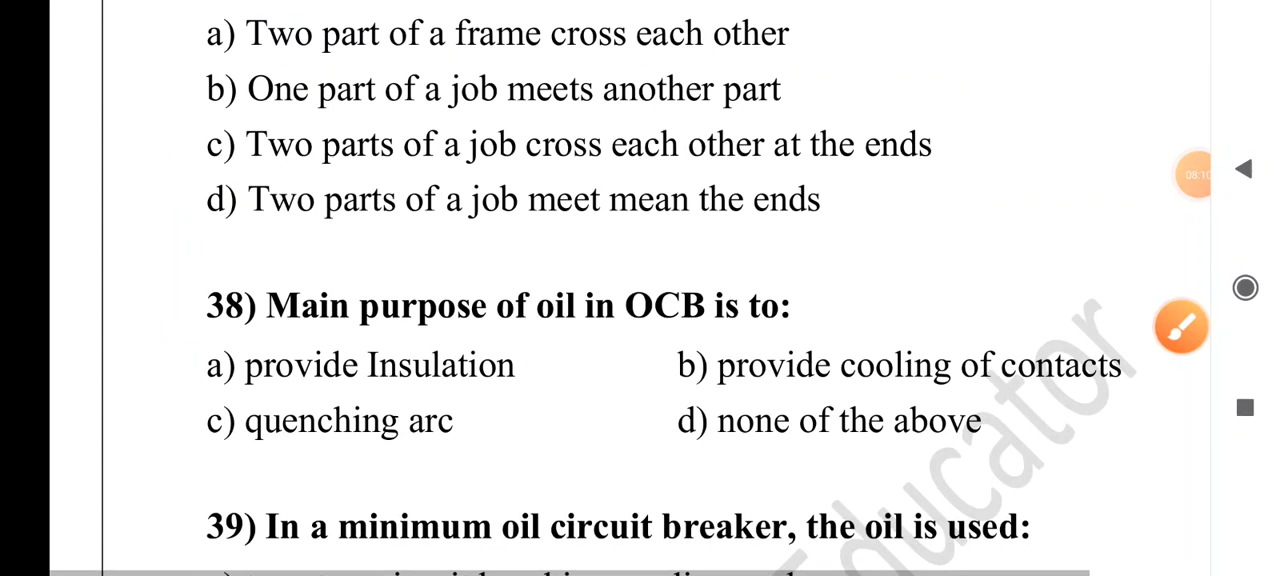 a) Two part of a frame cross each other
b) One part of a job meets another part
c) Two parts of a job cross each other at the ends
d) Two parts of a job meet mean the ends
08:10
38) Main purpose of oil in OCB is to:
a) provide Insulation b) provide cooling of contacts
c) quenching arc d) none of the above
Educator
39) In a minimum oil circuit breaker, the oil is used: